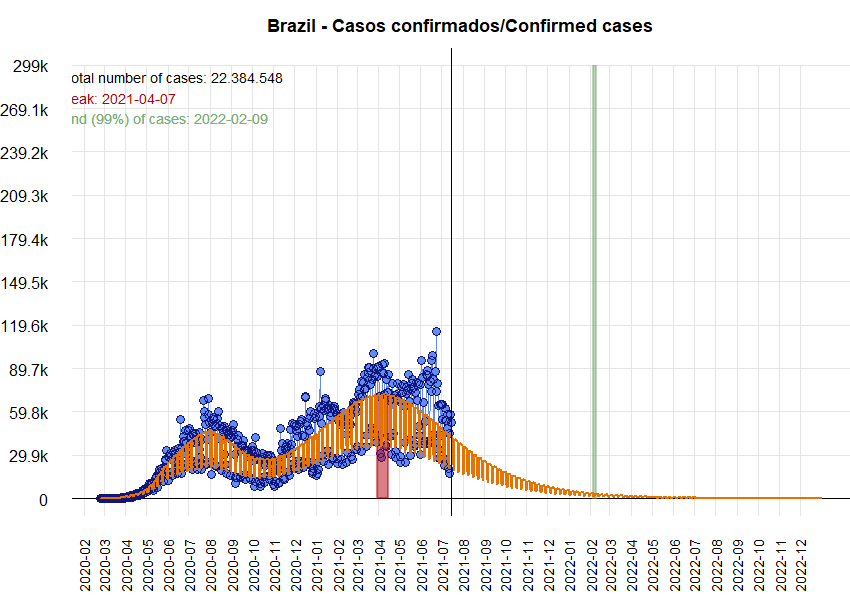 Brazil - Casos confirmados/Confirmed cases
299k
269.1k
239.2k
209.3k
179.4k
149.5k
119.6k
89.7k
59.8k
29.9k
0
otal number of cases: 22.384.548
eak: 2021-04-07
nd (99%) of cases: 2022-02-09
2020-02
2020-03
2020-04
2020-05
2020-06
2020-07
2020-08
2020-09
2020-10
2020-11
2020-12
2021-01
2021-03
2021-04
2021-05
2021-06
2021-07
2021-08
2021-09
2021-10
2021-11
2021-12
2022-01
2022-02
2022-03
2022-04
2022-05
2022-06
2022-07
2022-08
2022-09
2022-10
2022-11
2022-12